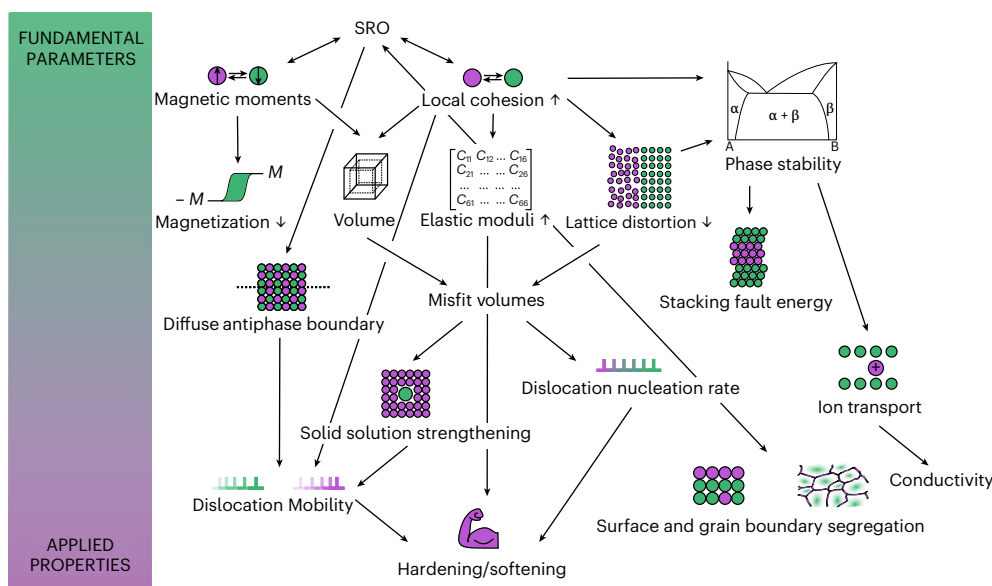 FUNDAMENTAL
PARAMETERS
SRO
Magnetic moments
Local cohesion ↑
α
α + β
β
A
B
Phase stability
M
– M
Magnetization ↓
Volume
C11 C12 ... C16
C21 ... ... C26
... ... ... ...
C61 ... ... C66
Elastic moduli ↑
Lattice distortion ↓
Stacking fault energy
Misfit volumes
Diffuse antiphase boundary
Dislocation nucleation rate
+
Ion transport
Solid solution strengthening
Conductivity
Dislocation Mobility
Surface and grain boundary segregation
Hardening/softening
APPLIED
PROPERTIES